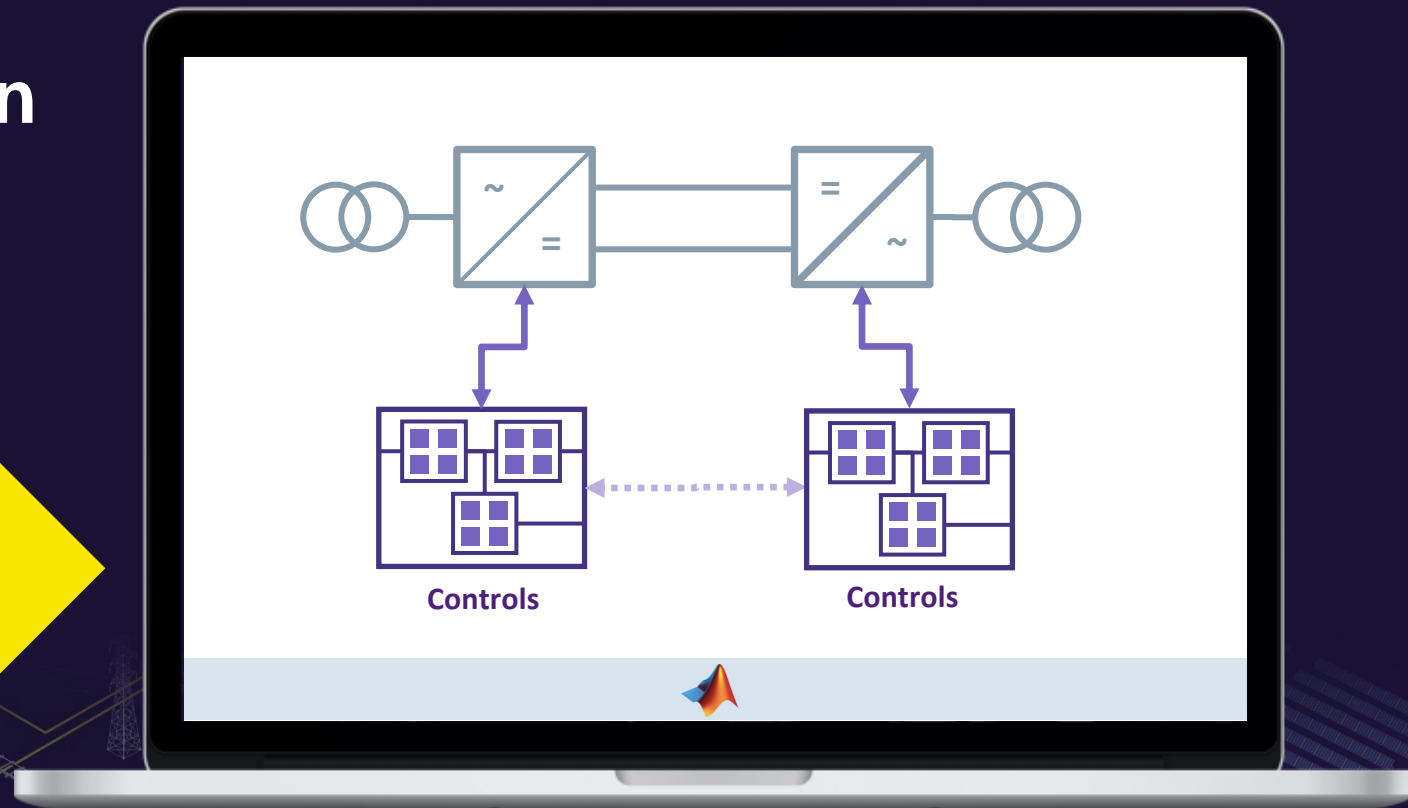 n
~
=
=
~
Controls
Controls